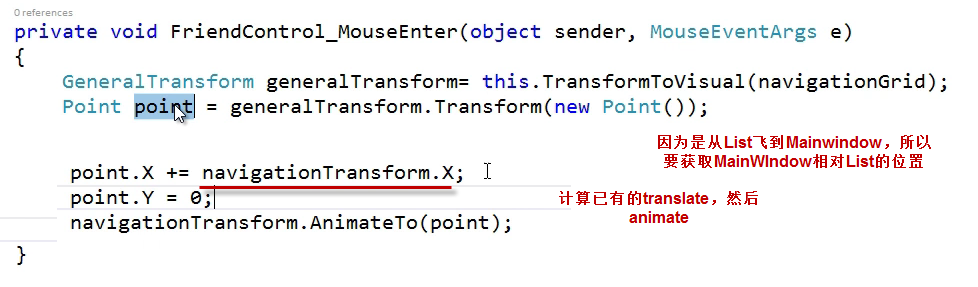 0 references
private void FriendControl_MouseEnter(object sender, MouseEventArgs e)
{
GeneralTransform generalTransform= this.TransformToVisual(navigationGrid);
Point point = generalTransform.Transform(new Point());
因为是从List飞到Mainwindow，所以
要获取MainWIndow相对List的位置
point.X += navigationTransform.X;
point.Y = 0;
计算已有的translate，然后
animate
navigationTransform.AnimateTo(point);
}